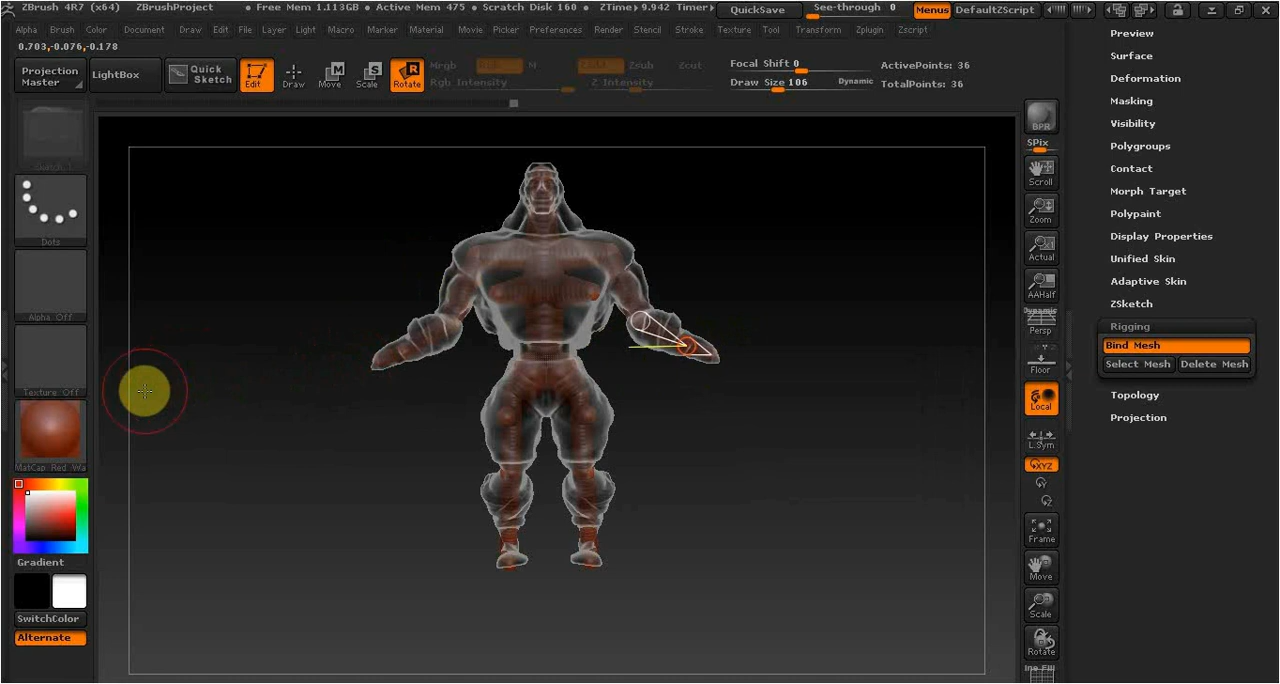 ZBrush 4R7 (x64) ZBrushProject • Free Mem 1.113GB • Active Mem 475 • Scratch Disk 160 • ZTime 9.942 Timer QuickSave See-through 0 Menus DefaultZScript
Alpha Brush Color Document Draw Edit File Layer Light Macro Marker Material Movie Picker Preferences Render Stencil Stroke Texture Tool Transform Zplugin Zscript
0.703,-0.076,-0.178
Projection Master
LightBox
Quick Sketch
Edit
Draw
Move
Scale
Rotate
Mrgb
M
Zsub
Zcut
Rgb Intensity
Z Intensity
Focal Shift 0
Draw Size 106 Dynamic
ActivePoints: 36
TotalPoints: 36
Dots
Alpha Off
Texture Off
MatCap Red Wa
Gradient
SwitchColor
Alternate
BPR
SPix
Scroll
Zoom
Actual
AAHalf
Dynamic
Persp
Floor
Local
L.Sym
XYZ
Y
Z
Frame
Move
Scale
Rotate
Preview
Surface
Deformation
Masking
Visibility
Polygroups
Contact
Morph Target
Polypaint
Display Properties
Unified Skin
Adaptive Skin
ZSketch
Rigging
Bind Mesh
Select Mesh Delete Mesh
Topology
Projection